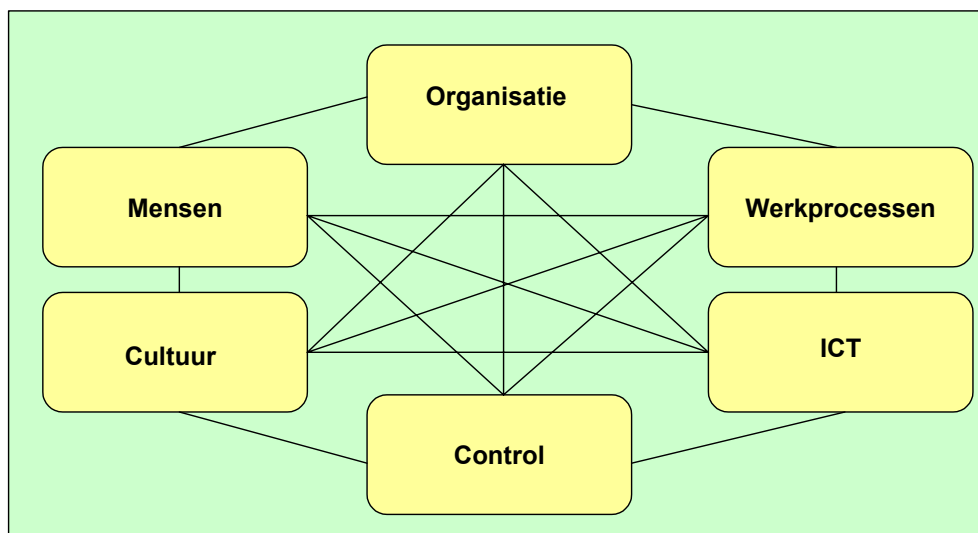 Organisatie
Mensen
Werkprocessen
Cultuur
ICT
Control